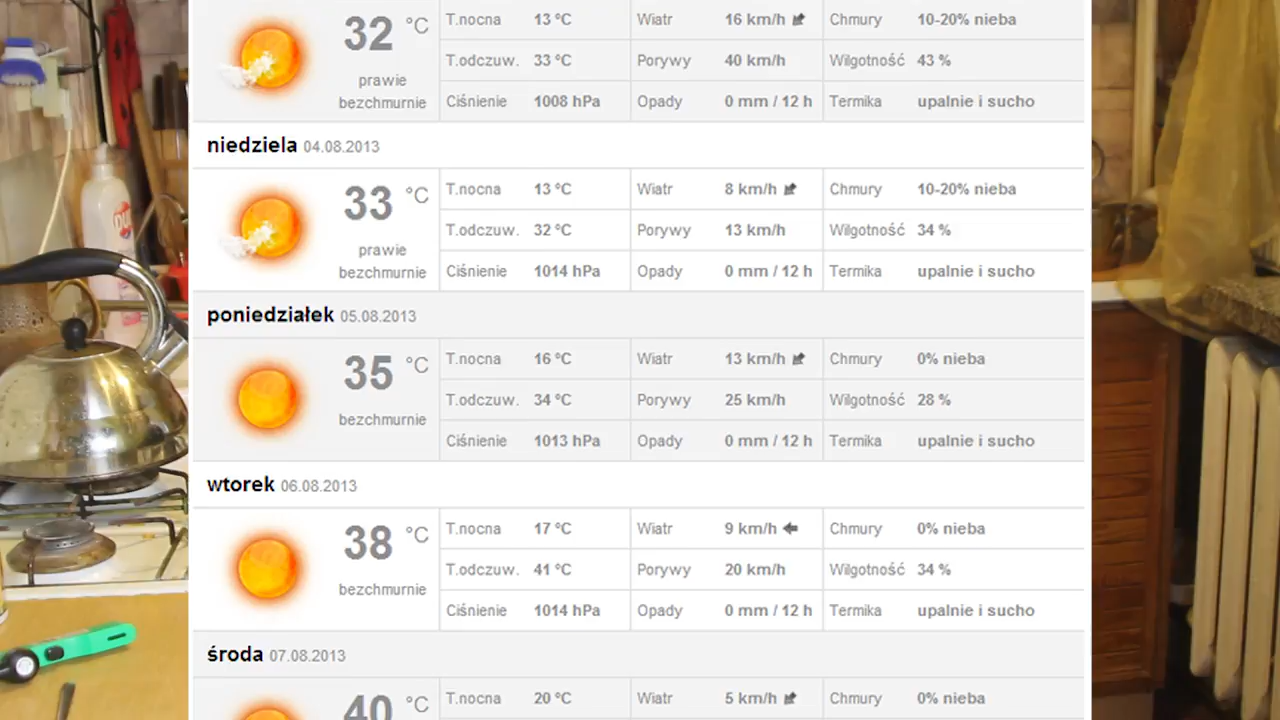 32 °C
prawie
bezchmurnie
T.nocna 13 °C Wiatr 16 km/h Chmury 10-20% nieba
T.odczuw. 33 °C Porywy 40 km/h Wilgotność 43 %
Ciśnienie 1008 hPa Opady 0 mm / 12 h Termika upalnie i sucho
niedziela 04.08.2013
33 °C
prawie
bezchmurnie
T.nocna 13 °C Wiatr 8 km/h Chmury 10-20% nieba
T.odczuw. 32 °C Porywy 13 km/h Wilgotność 34 %
Ciśnienie 1014 hPa Opady 0 mm / 12 h Termika upalnie i sucho
poniedziałek 05.08.2013
35 °C
bezchmurnie
T.nocna 16 °C Wiatr 13 km/h Chmury 0% nieba
T.odczuw. 34 °C Porywy 25 km/h Wilgotność 28 %
Ciśnienie 1013 hPa Opady 0 mm / 12 h Termika upalnie i sucho
wtorek 06.08.2013
38 °C
bezchmurnie
T.nocna 17 °C Wiatr 9 km/h Chmury 0% nieba
T.odczuw. 41 °C Porywy 20 km/h Wilgotność 34 %
Ciśnienie 1014 hPa Opady 0 mm / 12 h Termika upalnie i sucho
środa 07.08.2013
40 °C
T.nocna 20 °C Wiatr 5 km/h Chmury 0% nieba